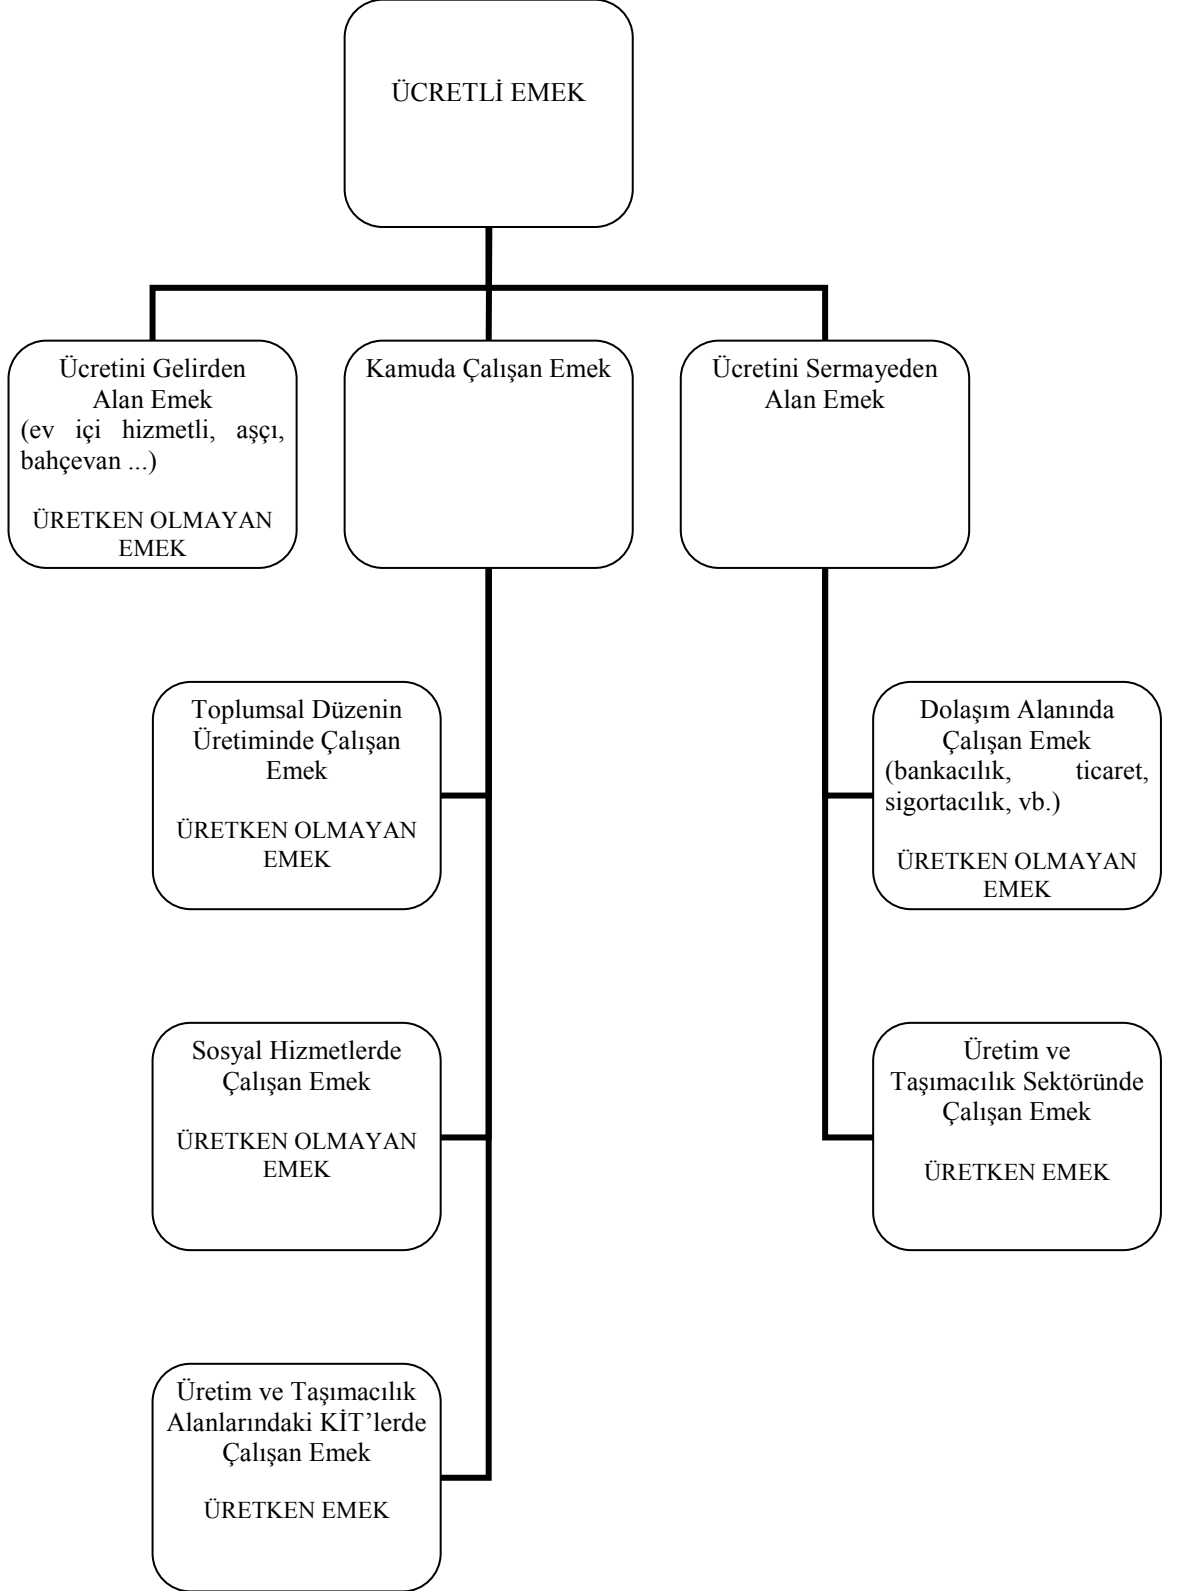 ÜCRETLİ EMEK
Ücretini Gelirden
Alan Emek
(ev içi hizmetli, aşçı,
bahçevan ...)
ÜRETKEN OLMAYAN
EMEK
Kamuda Çalışan Emek
Ücretini Sermayeden
Alan Emek
Toplumsal Düzenin
Üretiminde Çalışan
Emek
ÜRETKEN OLMAYAN
EMEK
Dolaşım Alanında
Çalışan Emek
(bankacılık, ticaret,
sigortacılık, vb.)
ÜRETKEN OLMAYAN
EMEK
Sosyal Hizmetlerde
Çalışan Emek
ÜRETKEN OLMAYAN
EMEK
Üretim ve
Taşımacılık Sektöründe
Çalışan Emek
ÜRETKEN EMEK
Üretim ve Taşımacılık
Alanlarındaki KİT’lerde
Çalışan Emek
ÜRETKEN EMEK